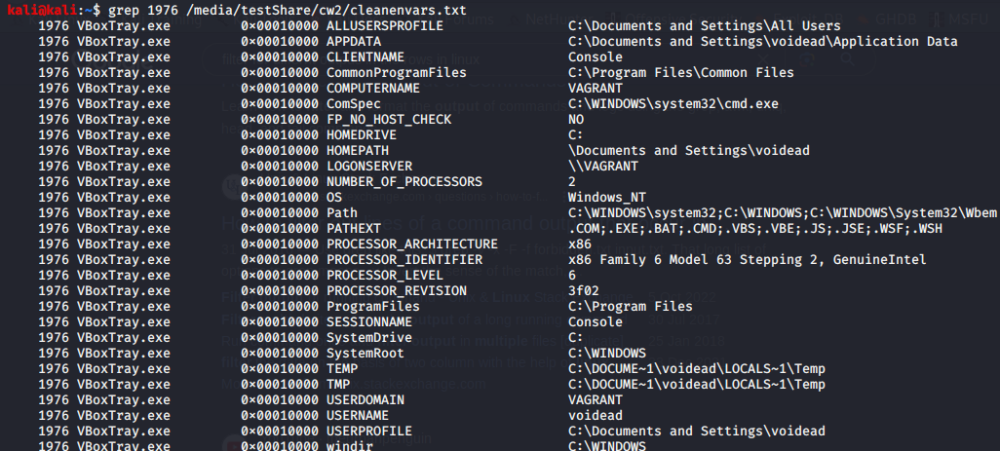 kali@kali:~$ grep 1976 /media/testShare/cw2/cleanenvars.txt
1976 VBoxTray.exe 0×00010000 ALLUSERSPROFILE C:\Documents and Settings\All Users
1976 VBoxTray.exe 0×00010000 APPDATA C:\Documents and Settings\voidead\Application Data
1976 VBoxTray.exe 0×00010000 CLIENTNAME Console
1976 VBoxTray.exe 0×00010000 CommonProgramFiles C:\Program Files\Common Files
1976 VBoxTray.exe 0×00010000 COMPUTERNAME VAGRANT
1976 VBoxTray.exe 0×00010000 ComSpec C:\WINDOWS\system32\cmd.exe
1976 VBoxTray.exe 0×00010000 FP_NO_HOST_CHECK NO
1976 VBoxTray.exe 0×00010000 HOMEDRIVE C:
1976 VBoxTray.exe 0×00010000 HOMEPATH \Documents and Settings\voidead
1976 VBoxTray.exe 0×00010000 LOGONSERVER \\VAGRANT
1976 VBoxTray.exe 0×00010000 NUMBER_OF_PROCESSORS 2
1976 VBoxTray.exe 0×00010000 OS Windows_NT
1976 VBoxTray.exe 0×00010000 Path C:\WINDOWS\system32;C:\WINDOWS;C:\WINDOWS\System32\Wbem
1976 VBoxTray.exe 0×00010000 PATHEXT .COM;.EXE;.BAT;.CMD;.VBS;.VBE;.JS;.JSE;.WSF;.WSH
1976 VBoxTray.exe 0×00010000 PROCESSOR_ARCHITECTURE x86
1976 VBoxTray.exe 0×00010000 PROCESSOR_IDENTIFIER x86 Family 6 Model 63 Stepping 2, GenuineIntel
1976 VBoxTray.exe 0×00010000 PROCESSOR_LEVEL 6
1976 VBoxTray.exe 0×00010000 PROCESSOR_REVISION 3f02
1976 VBoxTray.exe 0×00010000 ProgramFiles C:\Program Files
1976 VBoxTray.exe 0×00010000 SESSIONNAME Console
1976 VBoxTray.exe 0×00010000 SystemDrive C:
1976 VBoxTray.exe 0×00010000 SystemRoot C:\WINDOWS
1976 VBoxTray.exe 0×00010000 TEMP C:\DOCUME~1\voidead\LOCALS~1\Temp
1976 VBoxTray.exe 0×00010000 TMP C:\DOCUME~1\voidead\LOCALS~1\Temp
1976 VBoxTray.exe 0×00010000 USERDOMAIN VAGRANT
1976 VBoxTray.exe 0×00010000 USERNAME voidead
1976 VBoxTray.exe 0×00010000 USERPROFILE C:\Documents and Settings\voidead
1976 VBoxTray.exe 0×00010000 windir C:\WINDOWS